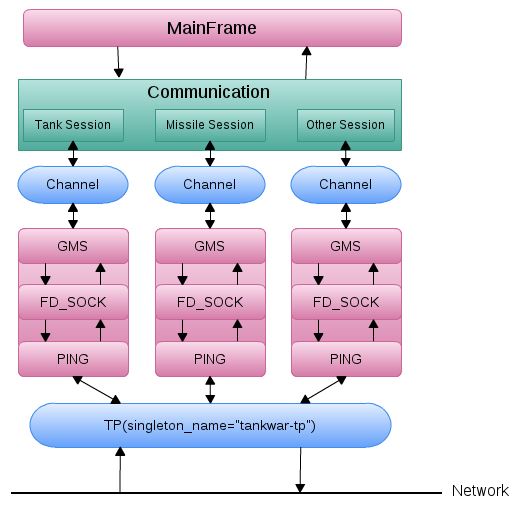 MainFrame
Communication
Tank Session Missile Session Other Session
Channel Channel Channel
GMS GMS GMS
FD_SOCK FD_SOCK FD_SOCK
PING PING PING
TP(singleton_name="tankwar-tp")
Network